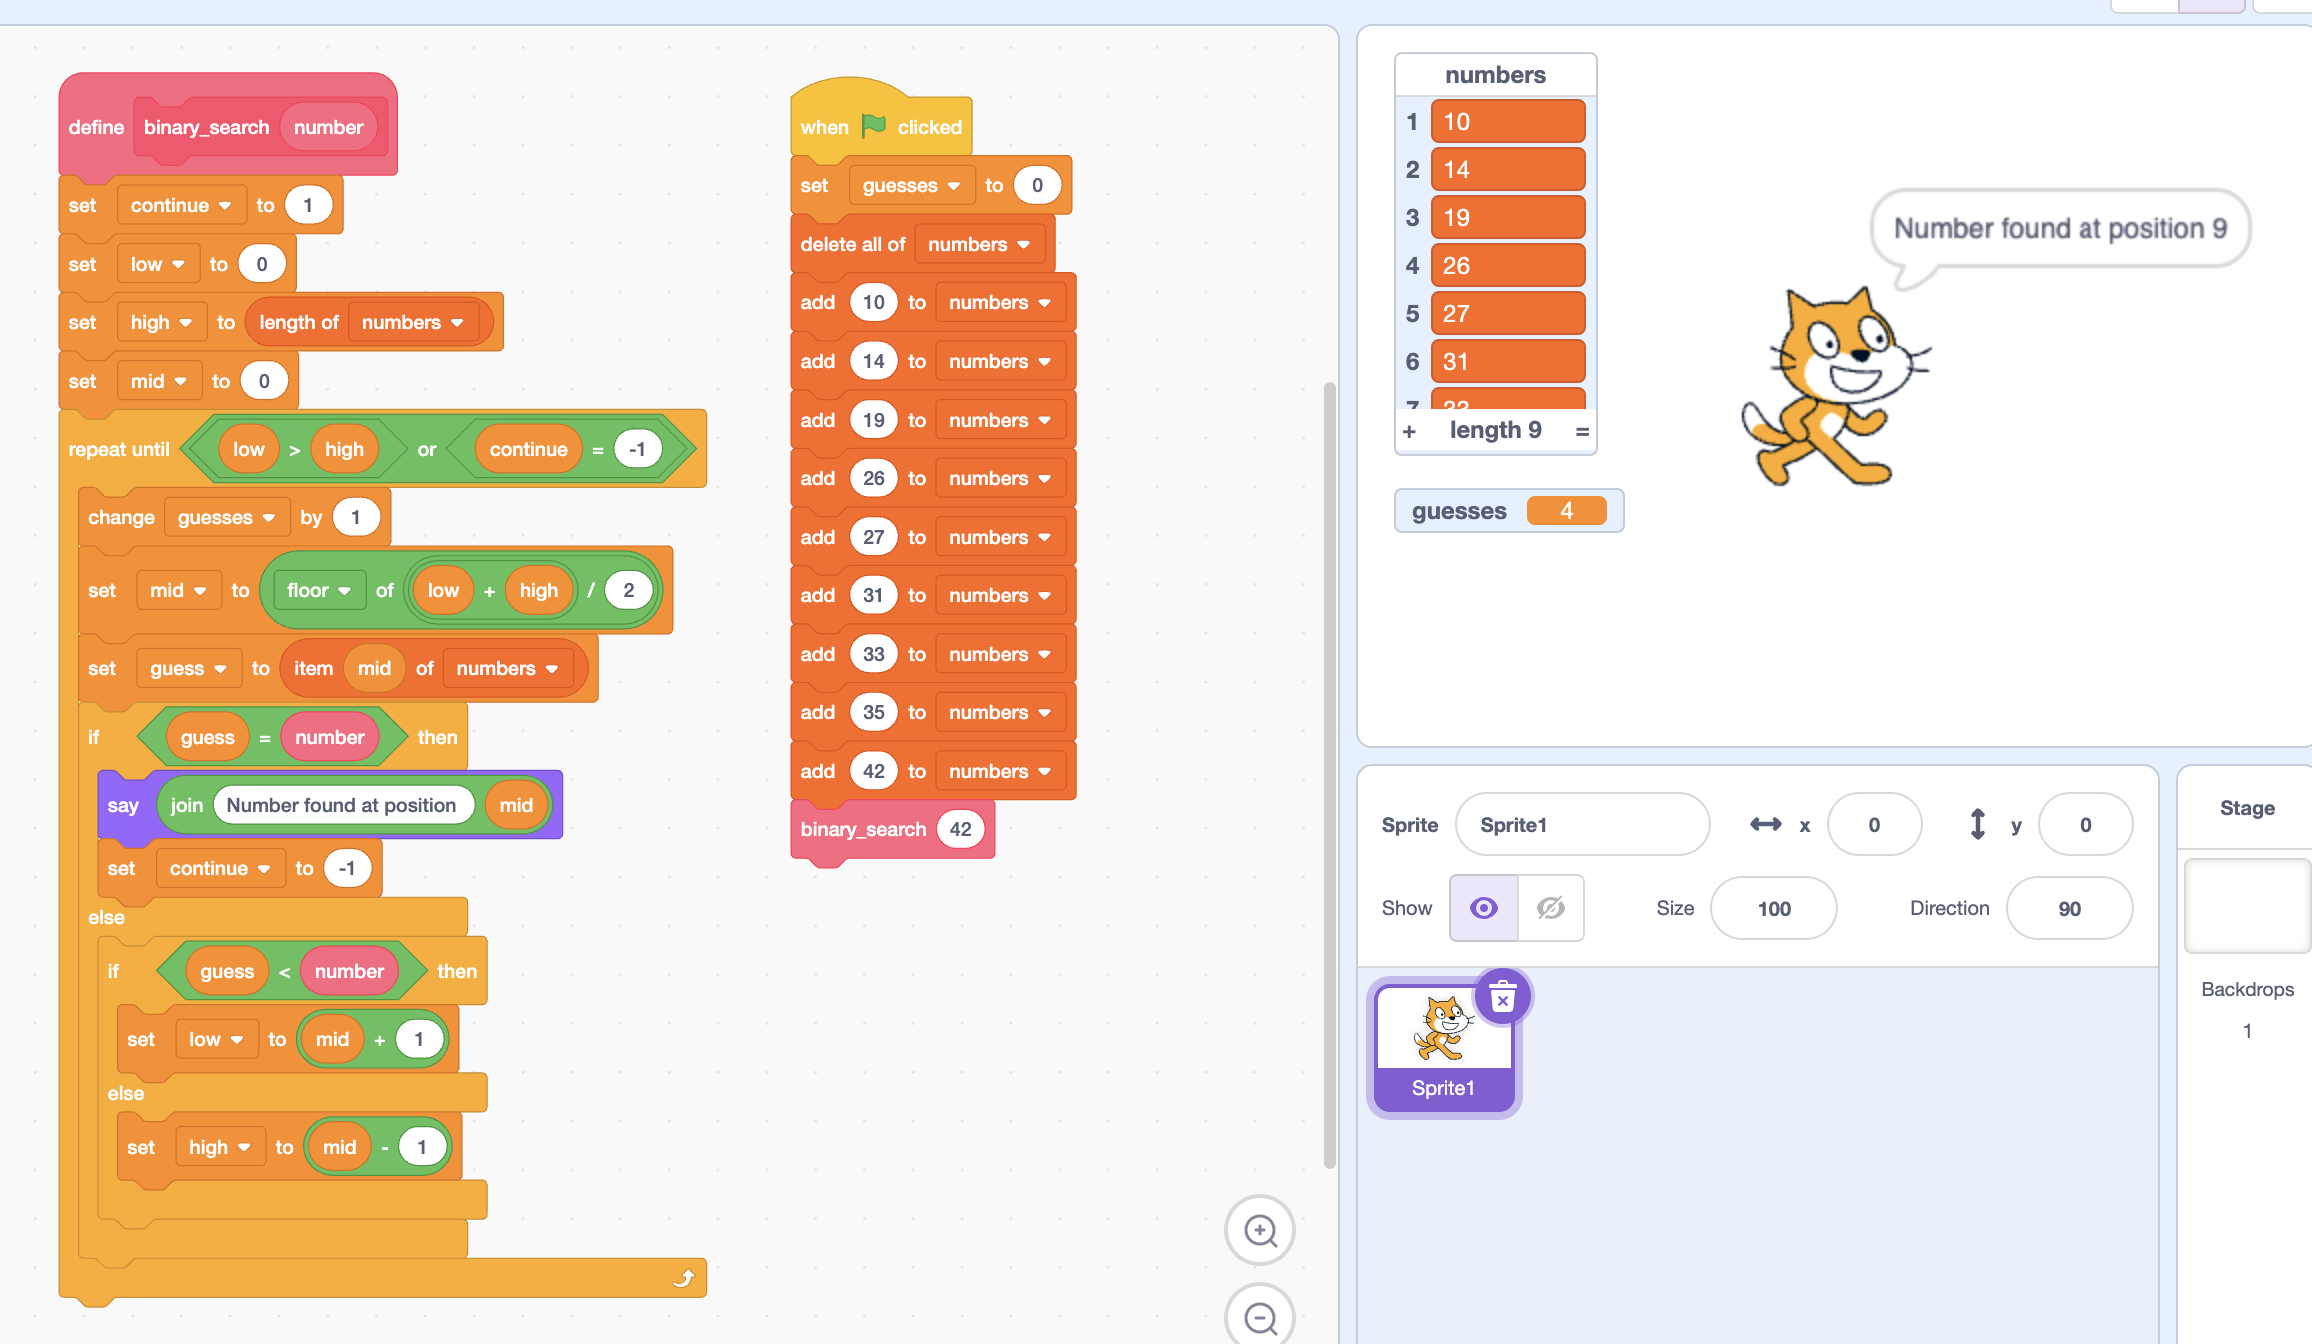 define binary_search number
set continue to 1
set low to 0
set high to length of numbers
set mid to 0
repeat until low > high or continue = -1
change guesses by 1
set mid to floor of low + high / 2
set guess to item mid of numbers
if guess = number then
say join Number found at position mid
set continue to -1
else
if guess < number then
set low to mid + 1
else
set high to mid - 1
when clicked
set guesses to 0
delete all of numbers
add 10 to numbers
add 14 to numbers
add 19 to numbers
add 26 to numbers
add 27 to numbers
add 31 to numbers
add 33 to numbers
add 35 to numbers
add 42 to numbers
binary_search 42
numbers
1 10
2 14
3 19
4 26
5 27
6 31
7 33
+ length 9 =
guesses 4
Number found at position 9
Sprite Sprite1 x 0 y 0
Show Size 100 Direction 90
Sprite1
Stage
Backdrops
1